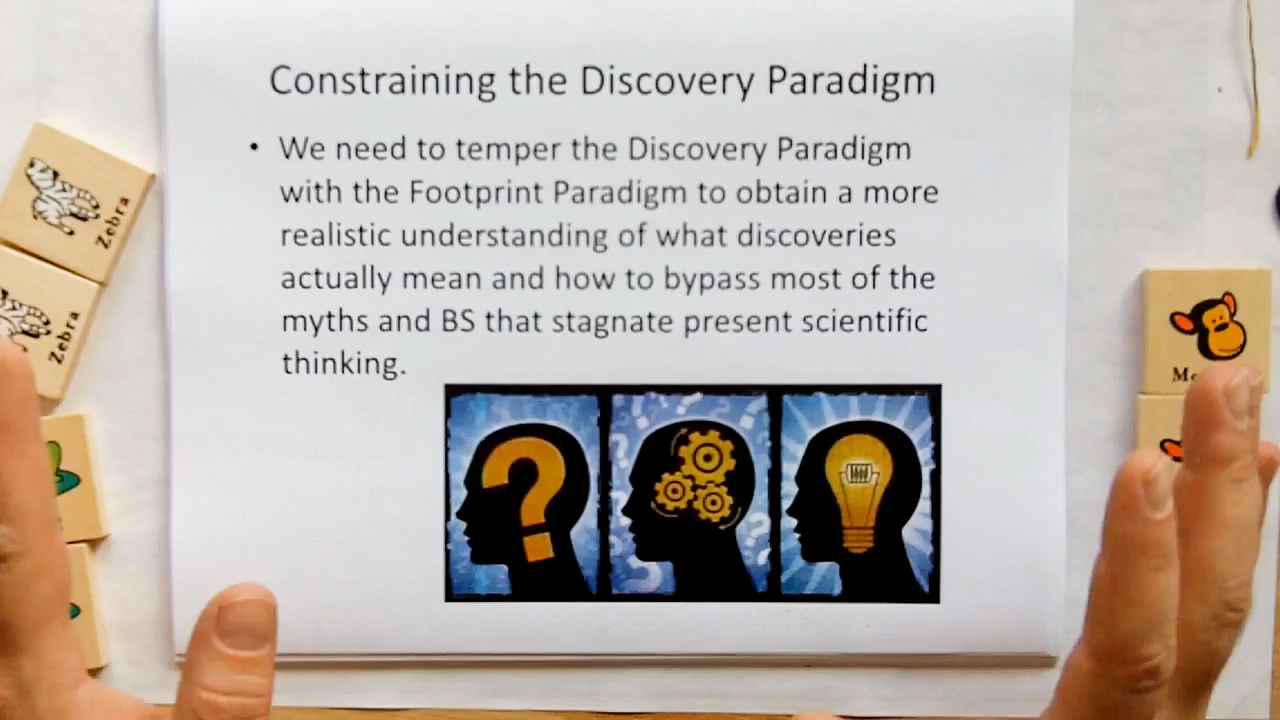 Constraining the Discovery Paradigm
• We need to temper the Discovery Paradigm
with the Footprint Paradigm to obtain a more
realistic understanding of what discoveries
actually mean and how to bypass most of the
myths and BS that stagnate present scientific
thinking.
Zebra
Zebra